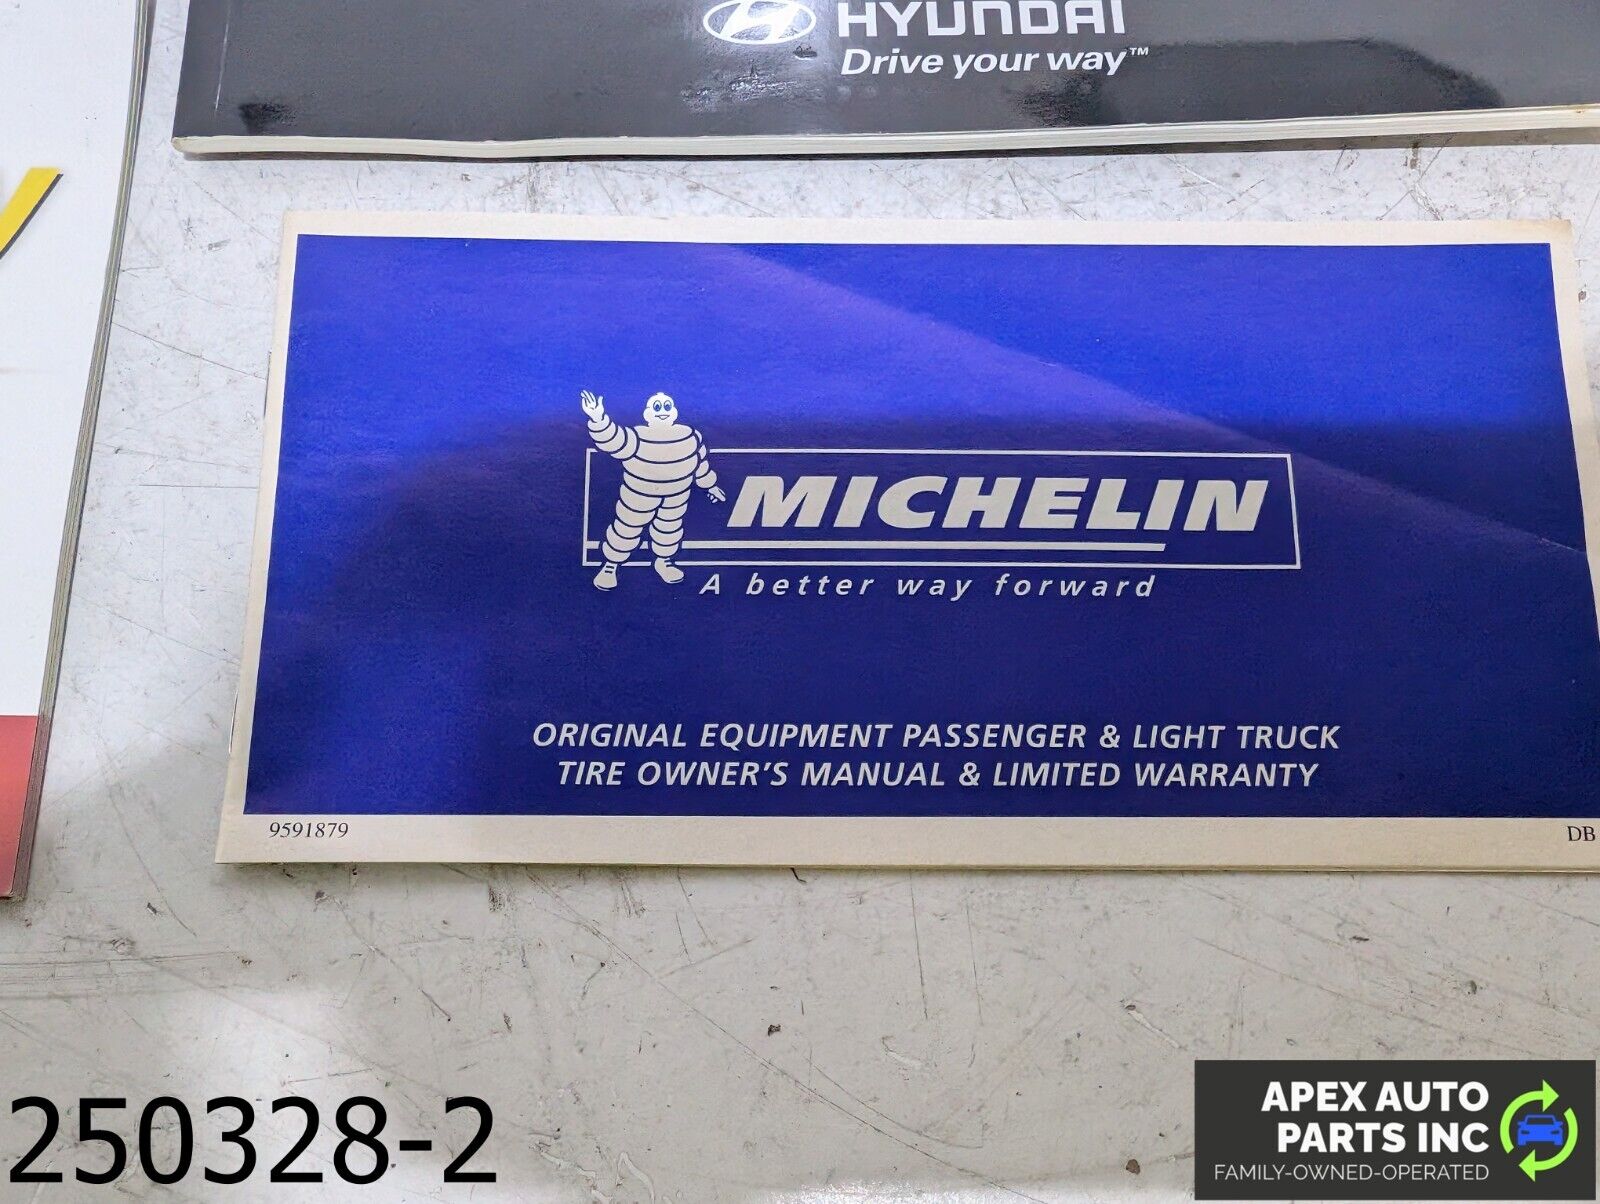 HYUNDAI
Drive your way™
MICHELIN
A better way forward
ORIGINAL EQUIPMENT PASSENGER & LIGHT TRUCK
TIRE OWNER'S MANUAL & LIMITED WARRANTY
9591879
DB
250328-2
APEX AUTO
PARTS INC
FAMILY-OWNED-OPERATED